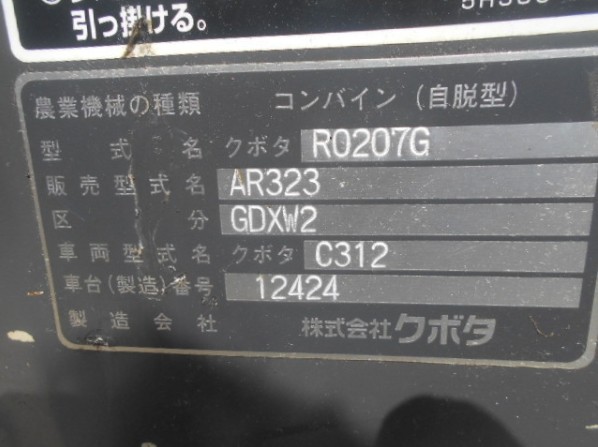 引っ掛ける。
農業機械の種類 コンバイン(自脱型)
型式名 クボタ RO207G
販売型式名 AR323
区分 GDXW2
車両型式名 クボタ C312
車台(製造)番号 12424
製造会社 株式会社クボタ